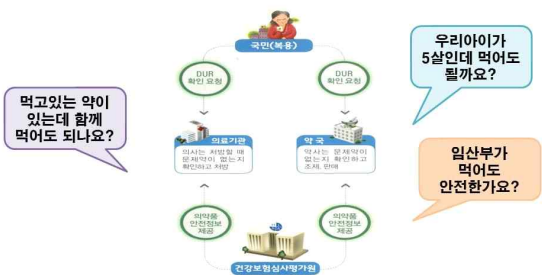 국민(복용)
우리아이가
5살인데 먹어도
될까요?
DUR
확인 요청
DUR
확인 요청
먹고있는 약이
있는데 함께
먹어도 되나요?
의료기관
의사는 처방할 때
문제약이 없는지
확인하고 처방
약 국
약사는 문제약이
없는지 확인하고
조제, 판매
임산부가
먹어도
안전한가요?
의약품
안전정보
제공
의약품
안전정보
제공
건강보험심사평가원